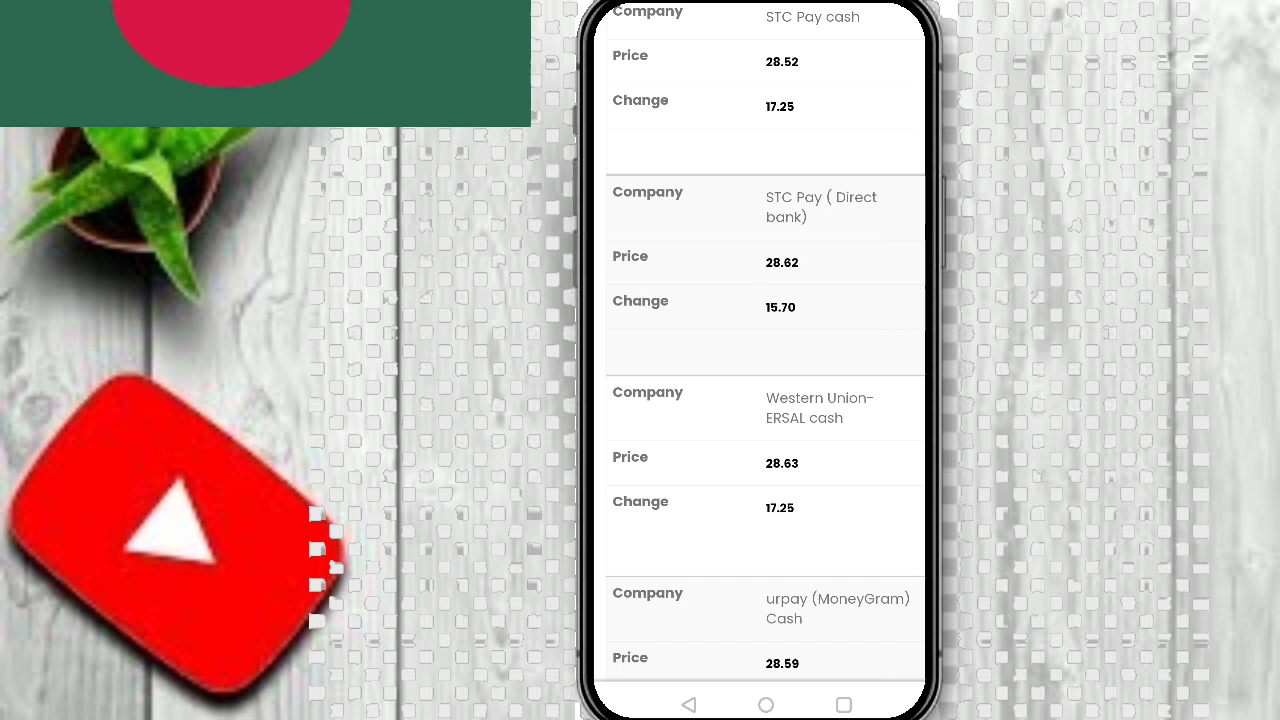 Company STC Pay cash
Price 28.52
Change 17.25
Company STC Pay ( Direct
bank)
Price 28.62
Change 15.70
Company Western Union-
ERSAL cash
Price 28.63
Change 17.25
Company urpay (MoneyGram)
Cash
Price 28.59